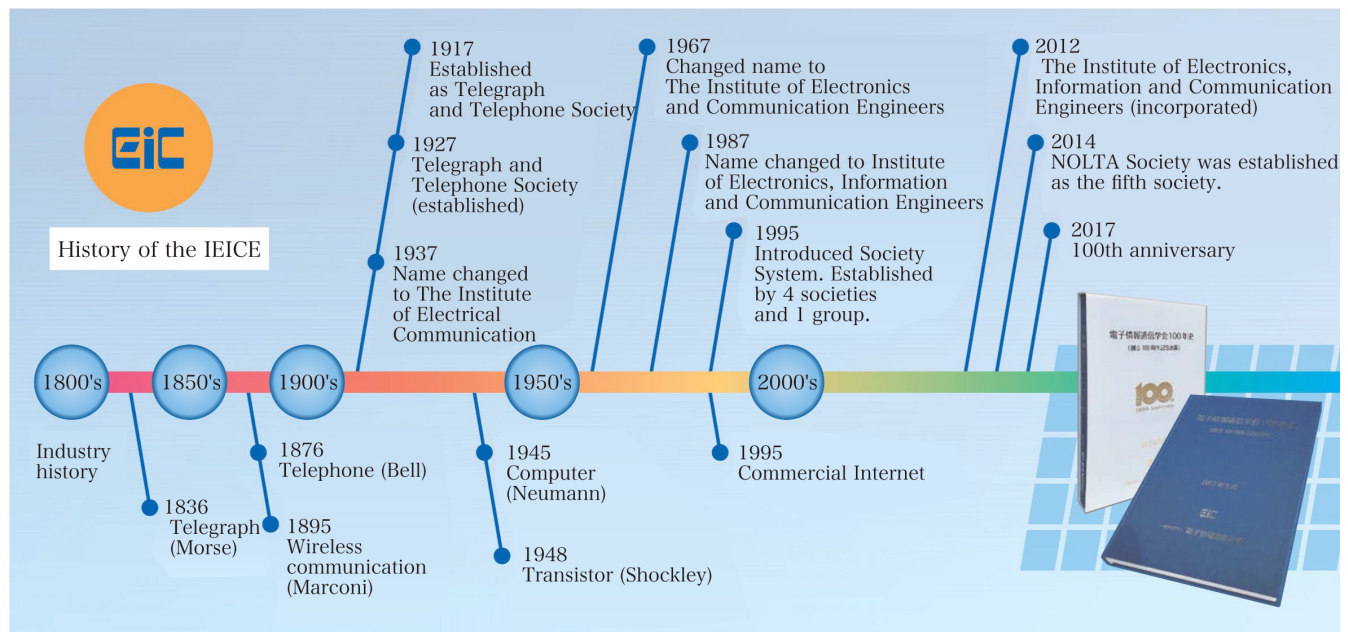 EiC
History of the IEICE
1917
Established
as Telegraph
and Telephone Society
1927
Telegraph and
Telephone Society
(established)
1937
Name changed
to The Institute
of Electrical
Communication
1967
Changed name to
The Institute of Electronics
and Communication Engineers
1987
Name changed to Institute
of Electronics, Information
and Communication Engineers
1995
Introduced Society
System. Established
by 4 societies
and 1 group.
2012
The Institute of Electronics,
Information and Communication
Engineers (incorporated)
2014
NOLTA Society was established
as the fifth society.
2017
100th anniversary
1800's
1850's
1900's
1950's
2000's
Industry
history
1836
Telegraph
(Morse)
1876
Telephone (Bell)
1895
Wireless
communication
(Marconi)
1945
Computer
(Neumann)
1948
Transistor (Shockley)
1995
Commercial Internet
電子情報通信学会100年史
100
EiC